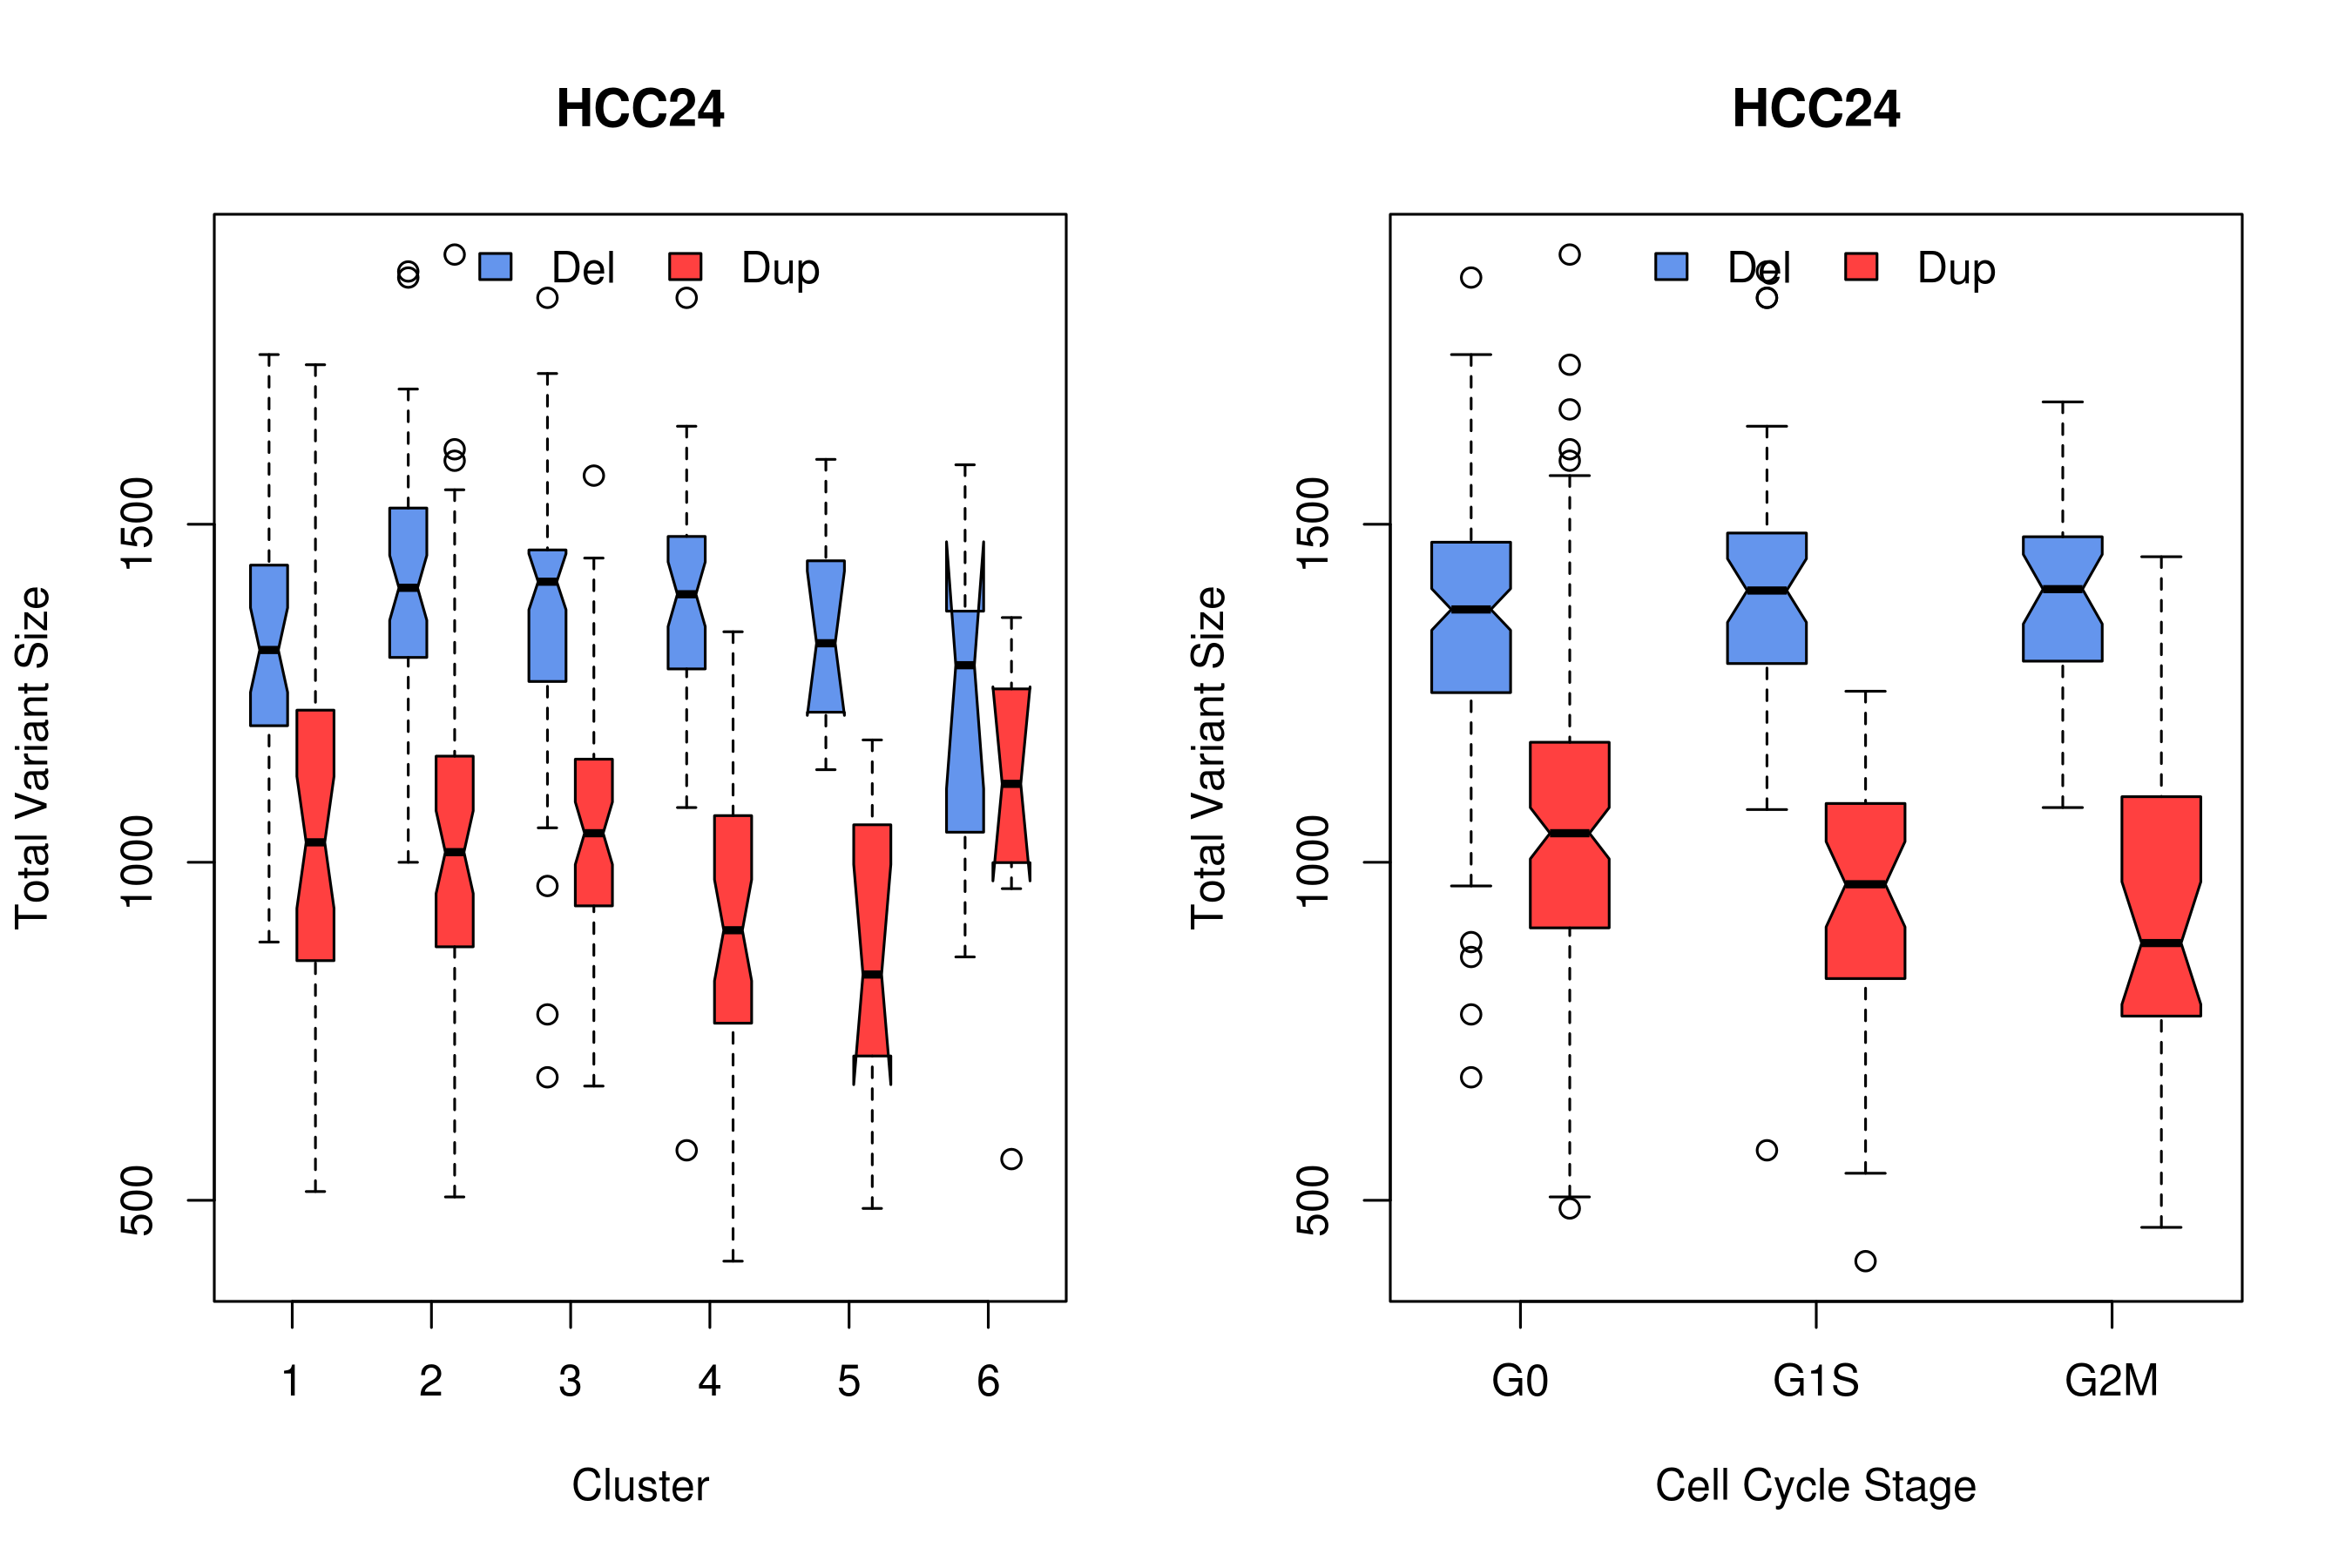 HCC24
Del Dup
Total Variant Size
1500
1000
500
1 2 3 4 5 6
Cluster
HCC24
Del Dup
Total Variant Size
1500
1000
500
G0 G1S G2M
Cell Cycle Stage